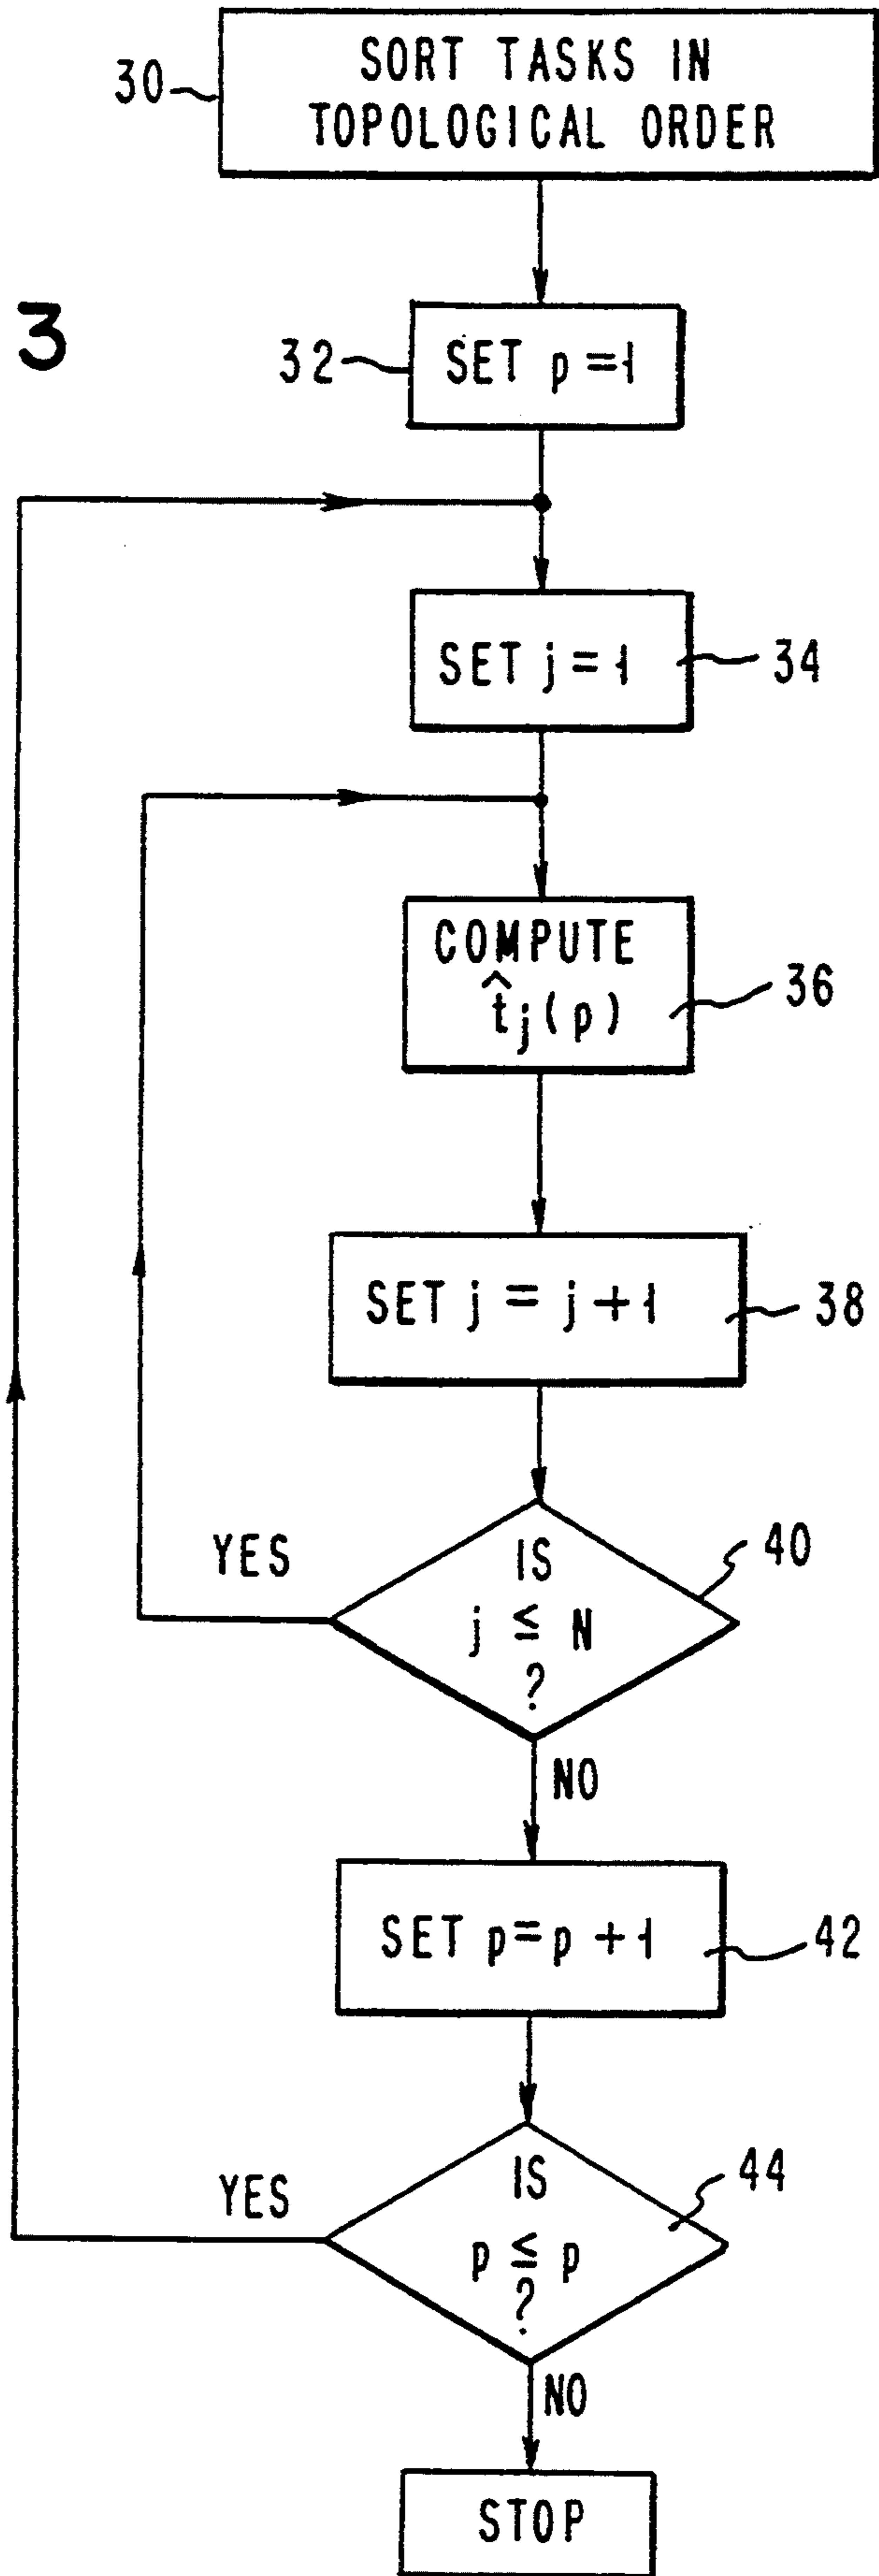 30
SORT TASKS IN
TOPOLOGICAL ORDER
3
32
SET p = 1
SET j = 1
34
COMPUTE
t̂j(p)
36
SET j = j + 1
38
YES
IS
j ≤ N
?
40
NO
SET p = p + 1
42
YES
IS
p ≤ p
?
44
NO
STOP